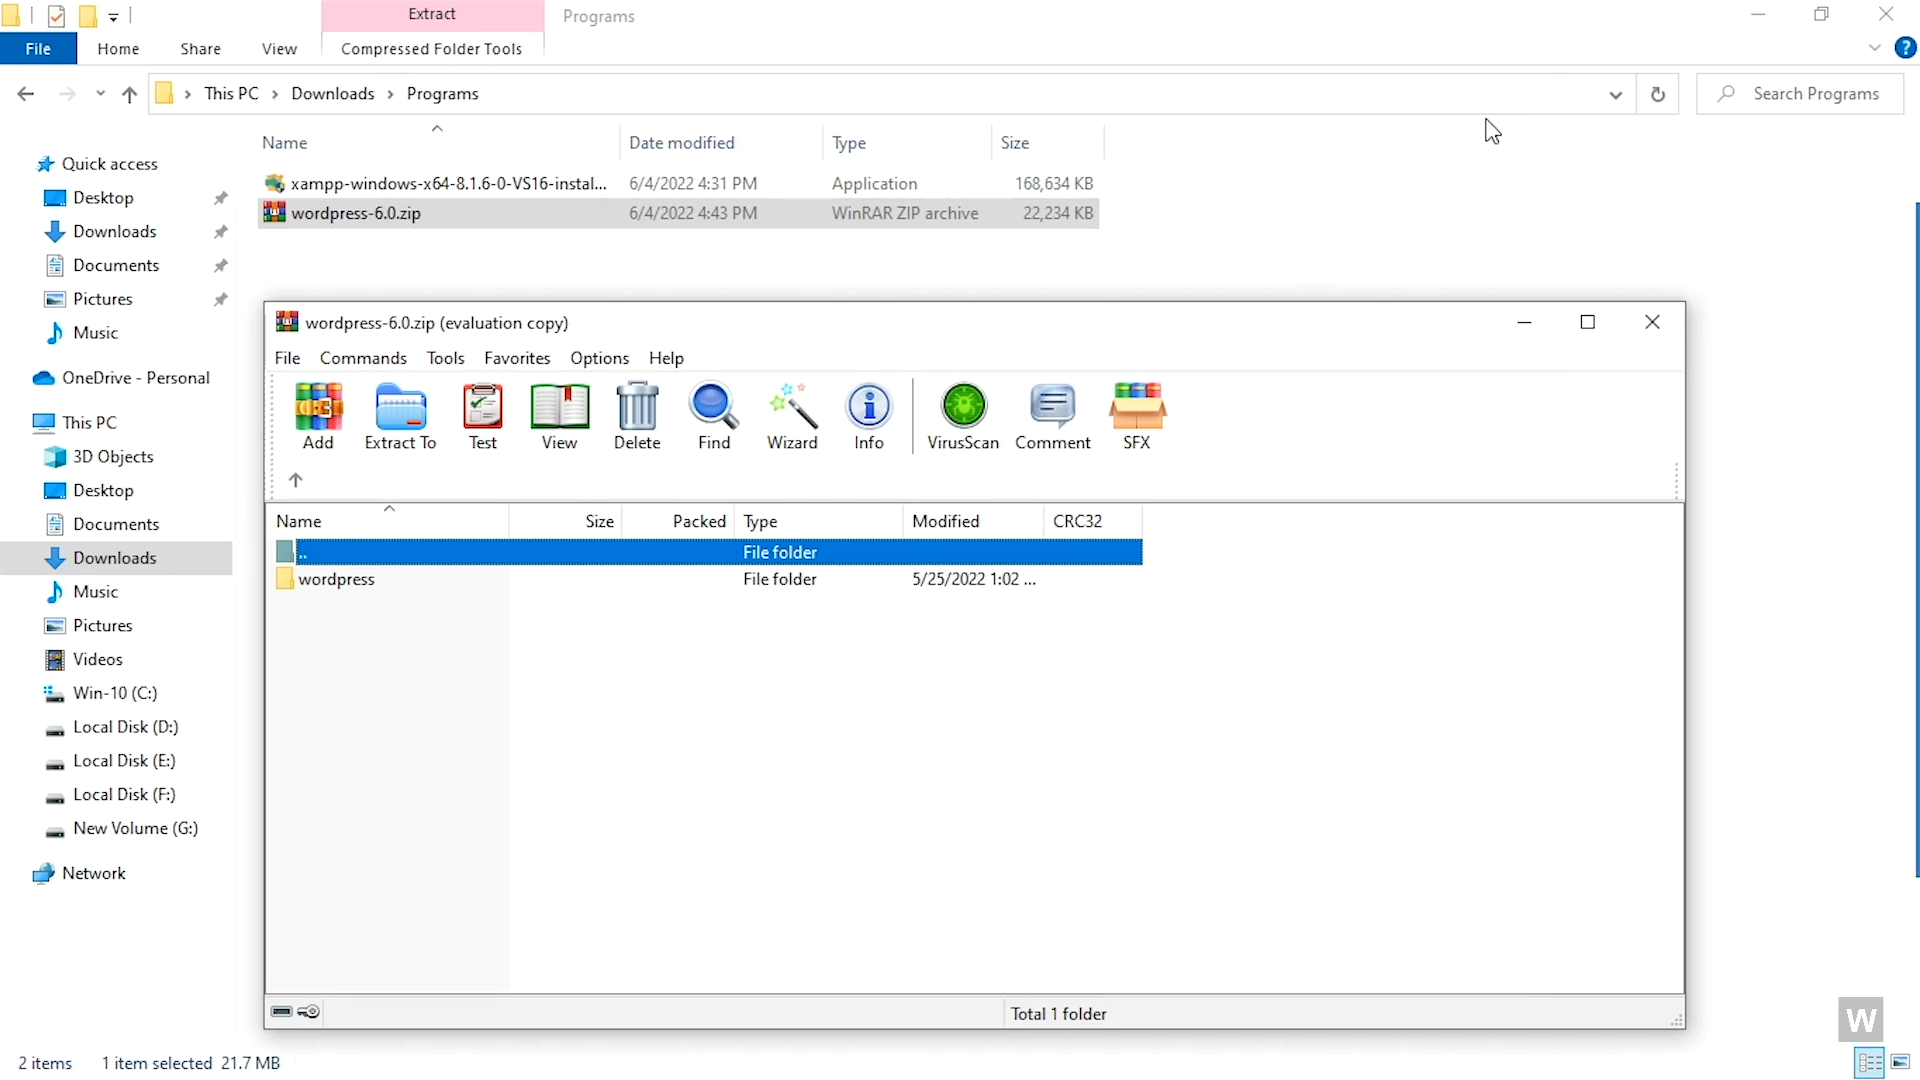 Extract
Programs
File
Home
Share
View
Compressed Folder Tools
This PC
Downloads
Programs
Search Programs
Name
Date modified
Type
Size
xampp-windows-x64-8.1.6-0-VS16-instal...
6/4/2022 4:31 PM
Application
168,634 KB
wordpress-6.0.zip
6/4/2022 4:43 PM
WinRAR ZIP archive
22,234 KB
Quick access
Desktop
Downloads
Documents
Pictures
Music
OneDrive - Personal
This PC
3D Objects
Desktop
Documents
Downloads
Music
Pictures
Videos
Win-10 (C:)
Local Disk (D:)
Local Disk (E:)
Local Disk (F:)
New Volume (G:)
Network
wordpress-6.0.zip (evaluation copy)
File
Commands
Tools
Favorites
Options
Help
Add
Extract To
Test
View
Delete
Find
Wizard
Info
VirusScan
Comment
SFX
Name
Size
Packed
Type
Modified
CRC32
..
File folder
wordpress
File folder
5/25/2022 1:02 ...
Total 1 folder
W
2 items
1 item selected 21.7 MB